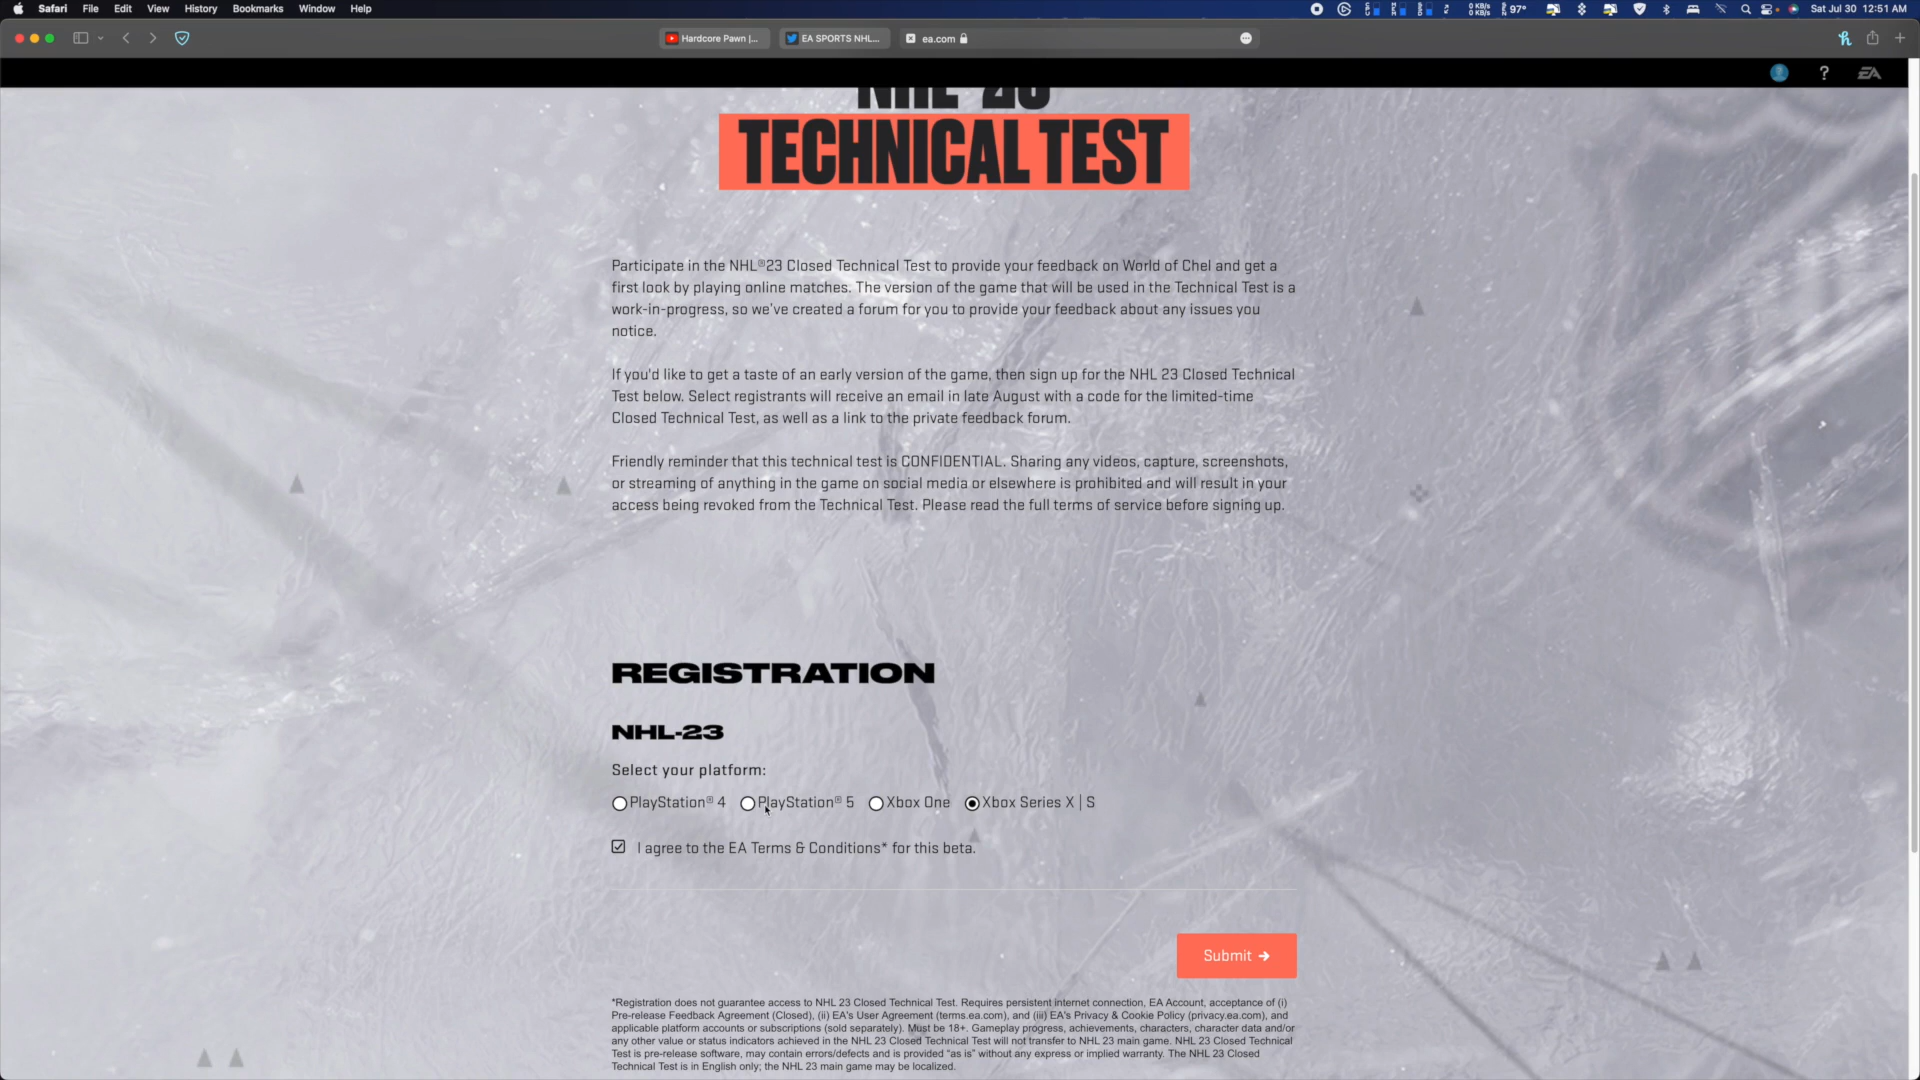 Safari File Edit View History Bookmarks Window Help 0 KB/s 0 KB/s 97° Sat Jul 30 12:51 AM
Hardcore Pawn |... EA SPORTS NHL... ea.com
? EA
NHL 23
TECHNICAL TEST
Participate in the NHL®23 Closed Technical Test to provide your feedback on World of Chel and get a
first look by playing online matches. The version of the game that will be used in the Technical Test is a
work-in-progress, so we've created a forum for you to provide your feedback about any issues you
notice.
If you'd like to get a taste of an early version of the game, then sign up for the NHL 23 Closed Technical
Test below. Select registrants will receive an email in late August with a code for the limited-time
Closed Technical Test, as well as a link to the private feedback forum.
Friendly reminder that this technical test is CONFIDENTIAL. Sharing any videos, capture, screenshots,
or streaming of anything in the game on social media or elsewhere is prohibited and will result in your
access being revoked from the Technical Test. Please read the full terms of service before signing up.
REGISTRATION
NHL-23
Select your platform:
PlayStation® 4 PlayStation® 5 Xbox One Xbox Series X | S
I agree to the EA Terms & Conditions* for this beta.
Submit →
*Registration does not guarantee access to NHL 23 Closed Technical Test. Requires persistent internet connection, EA Account, acceptance of (i)
Pre-release Feedback Agreement (Closed), (ii) EA's User Agreement (terms.ea.com), and (iii) EA's Privacy & Cookie Policy (privacy.ea.com), and
applicable platform accounts or subscriptions (sold separately). Must be 18+. Gameplay progress, achievements, characters, character data and/or
any other value or status indicators achieved in the NHL 23 Closed Technical Test will not transfer to NHL 23 main game. NHL 23 Closed Technical
Test is pre-release software, may contain errors/defects and is provided "as is" without any express or implied warranty. The NHL 23 Closed
Technical Test is in English only; the NHL 23 main game may be localized.